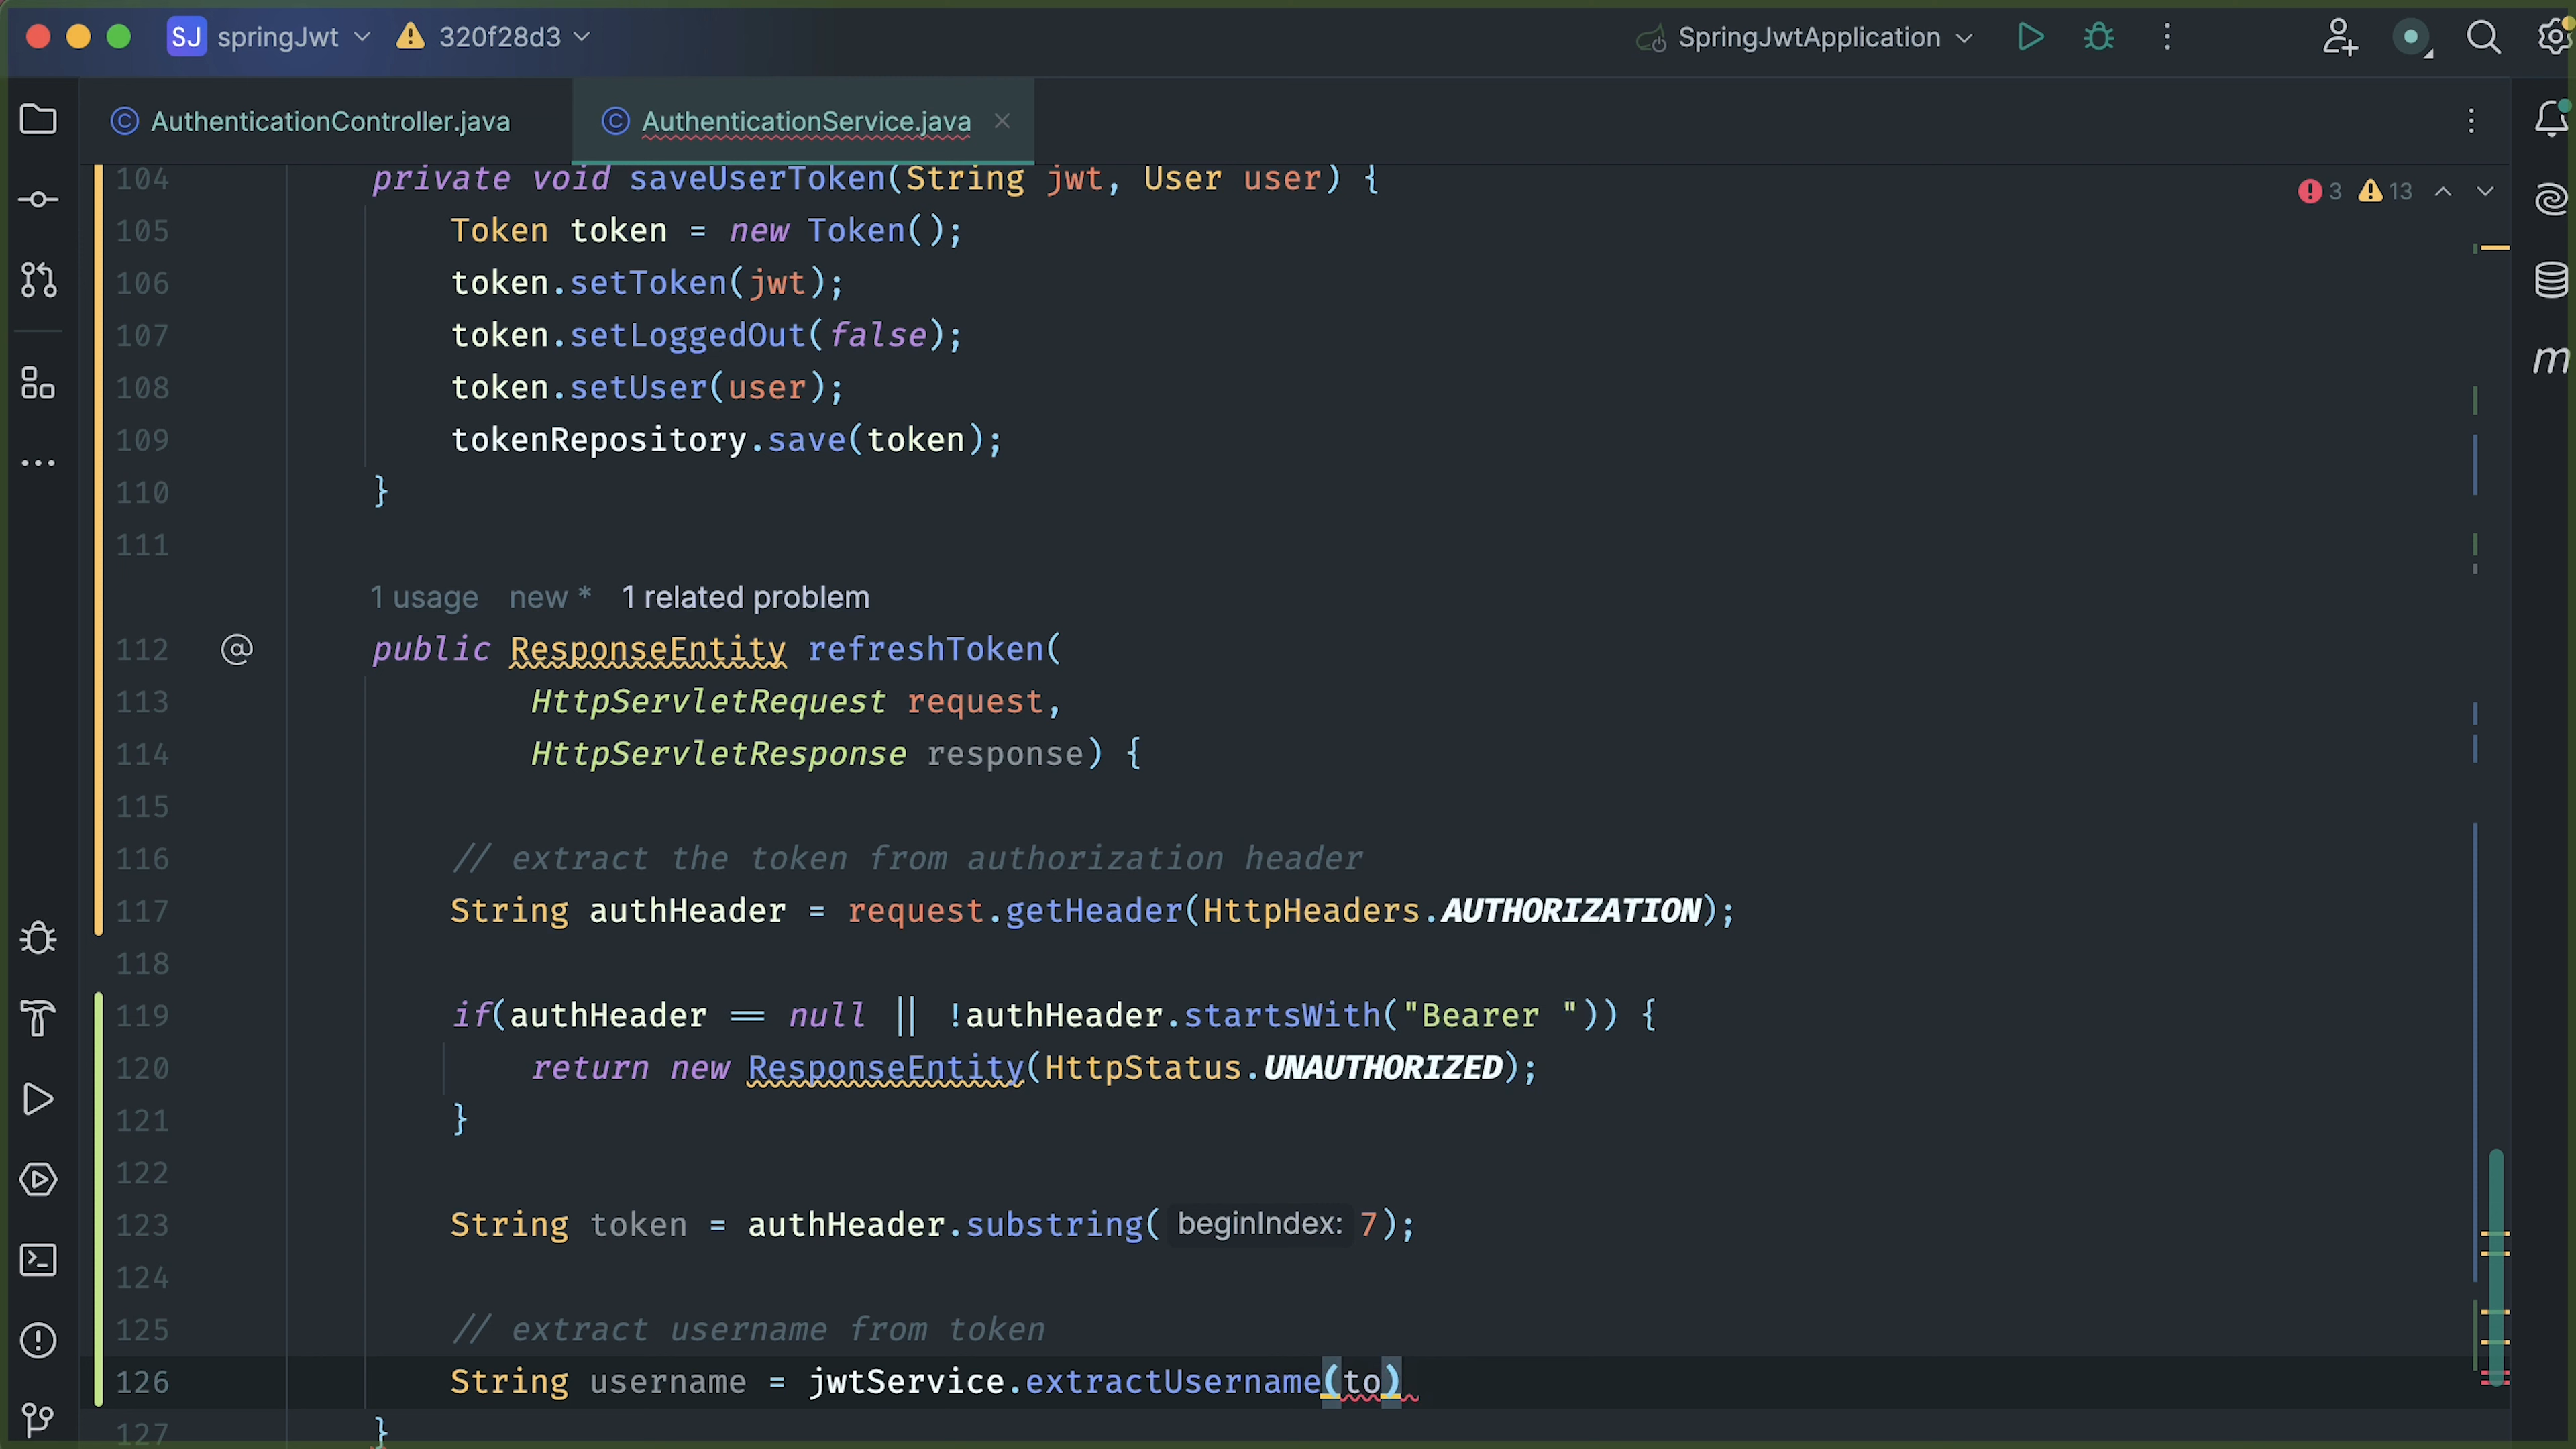 SJ springJwt 320f28d3 SpringJwtApplication
AuthenticationController.java AuthenticationService.java
3 13
104 private void saveUserToken(String jwt, User user) {
105 Token token = new Token();
106 token.setToken(jwt);
107 token.setLoggedOut(false);
108 token.setUser(user);
109 tokenRepository.save(token);
110 }
111
1 usage new * 1 related problem
112 public ResponseEntity refreshToken(
113 HttpServletRequest request,
114 HttpServletResponse response) {
115
116 // extract the token from authorization header
117 String authHeader = request.getHeader(HttpHeaders.AUTHORIZATION);
118
119 if(authHeader == null || !authHeader.startsWith("Bearer ")) {
120 return new ResponseEntity(HttpStatus.UNAUTHORIZED);
121 }
122
123 String token = authHeader.substring( beginIndex: 7);
124
125 // extract username from token
126 String username = jwtService.extractUsername(to)
127 }
m